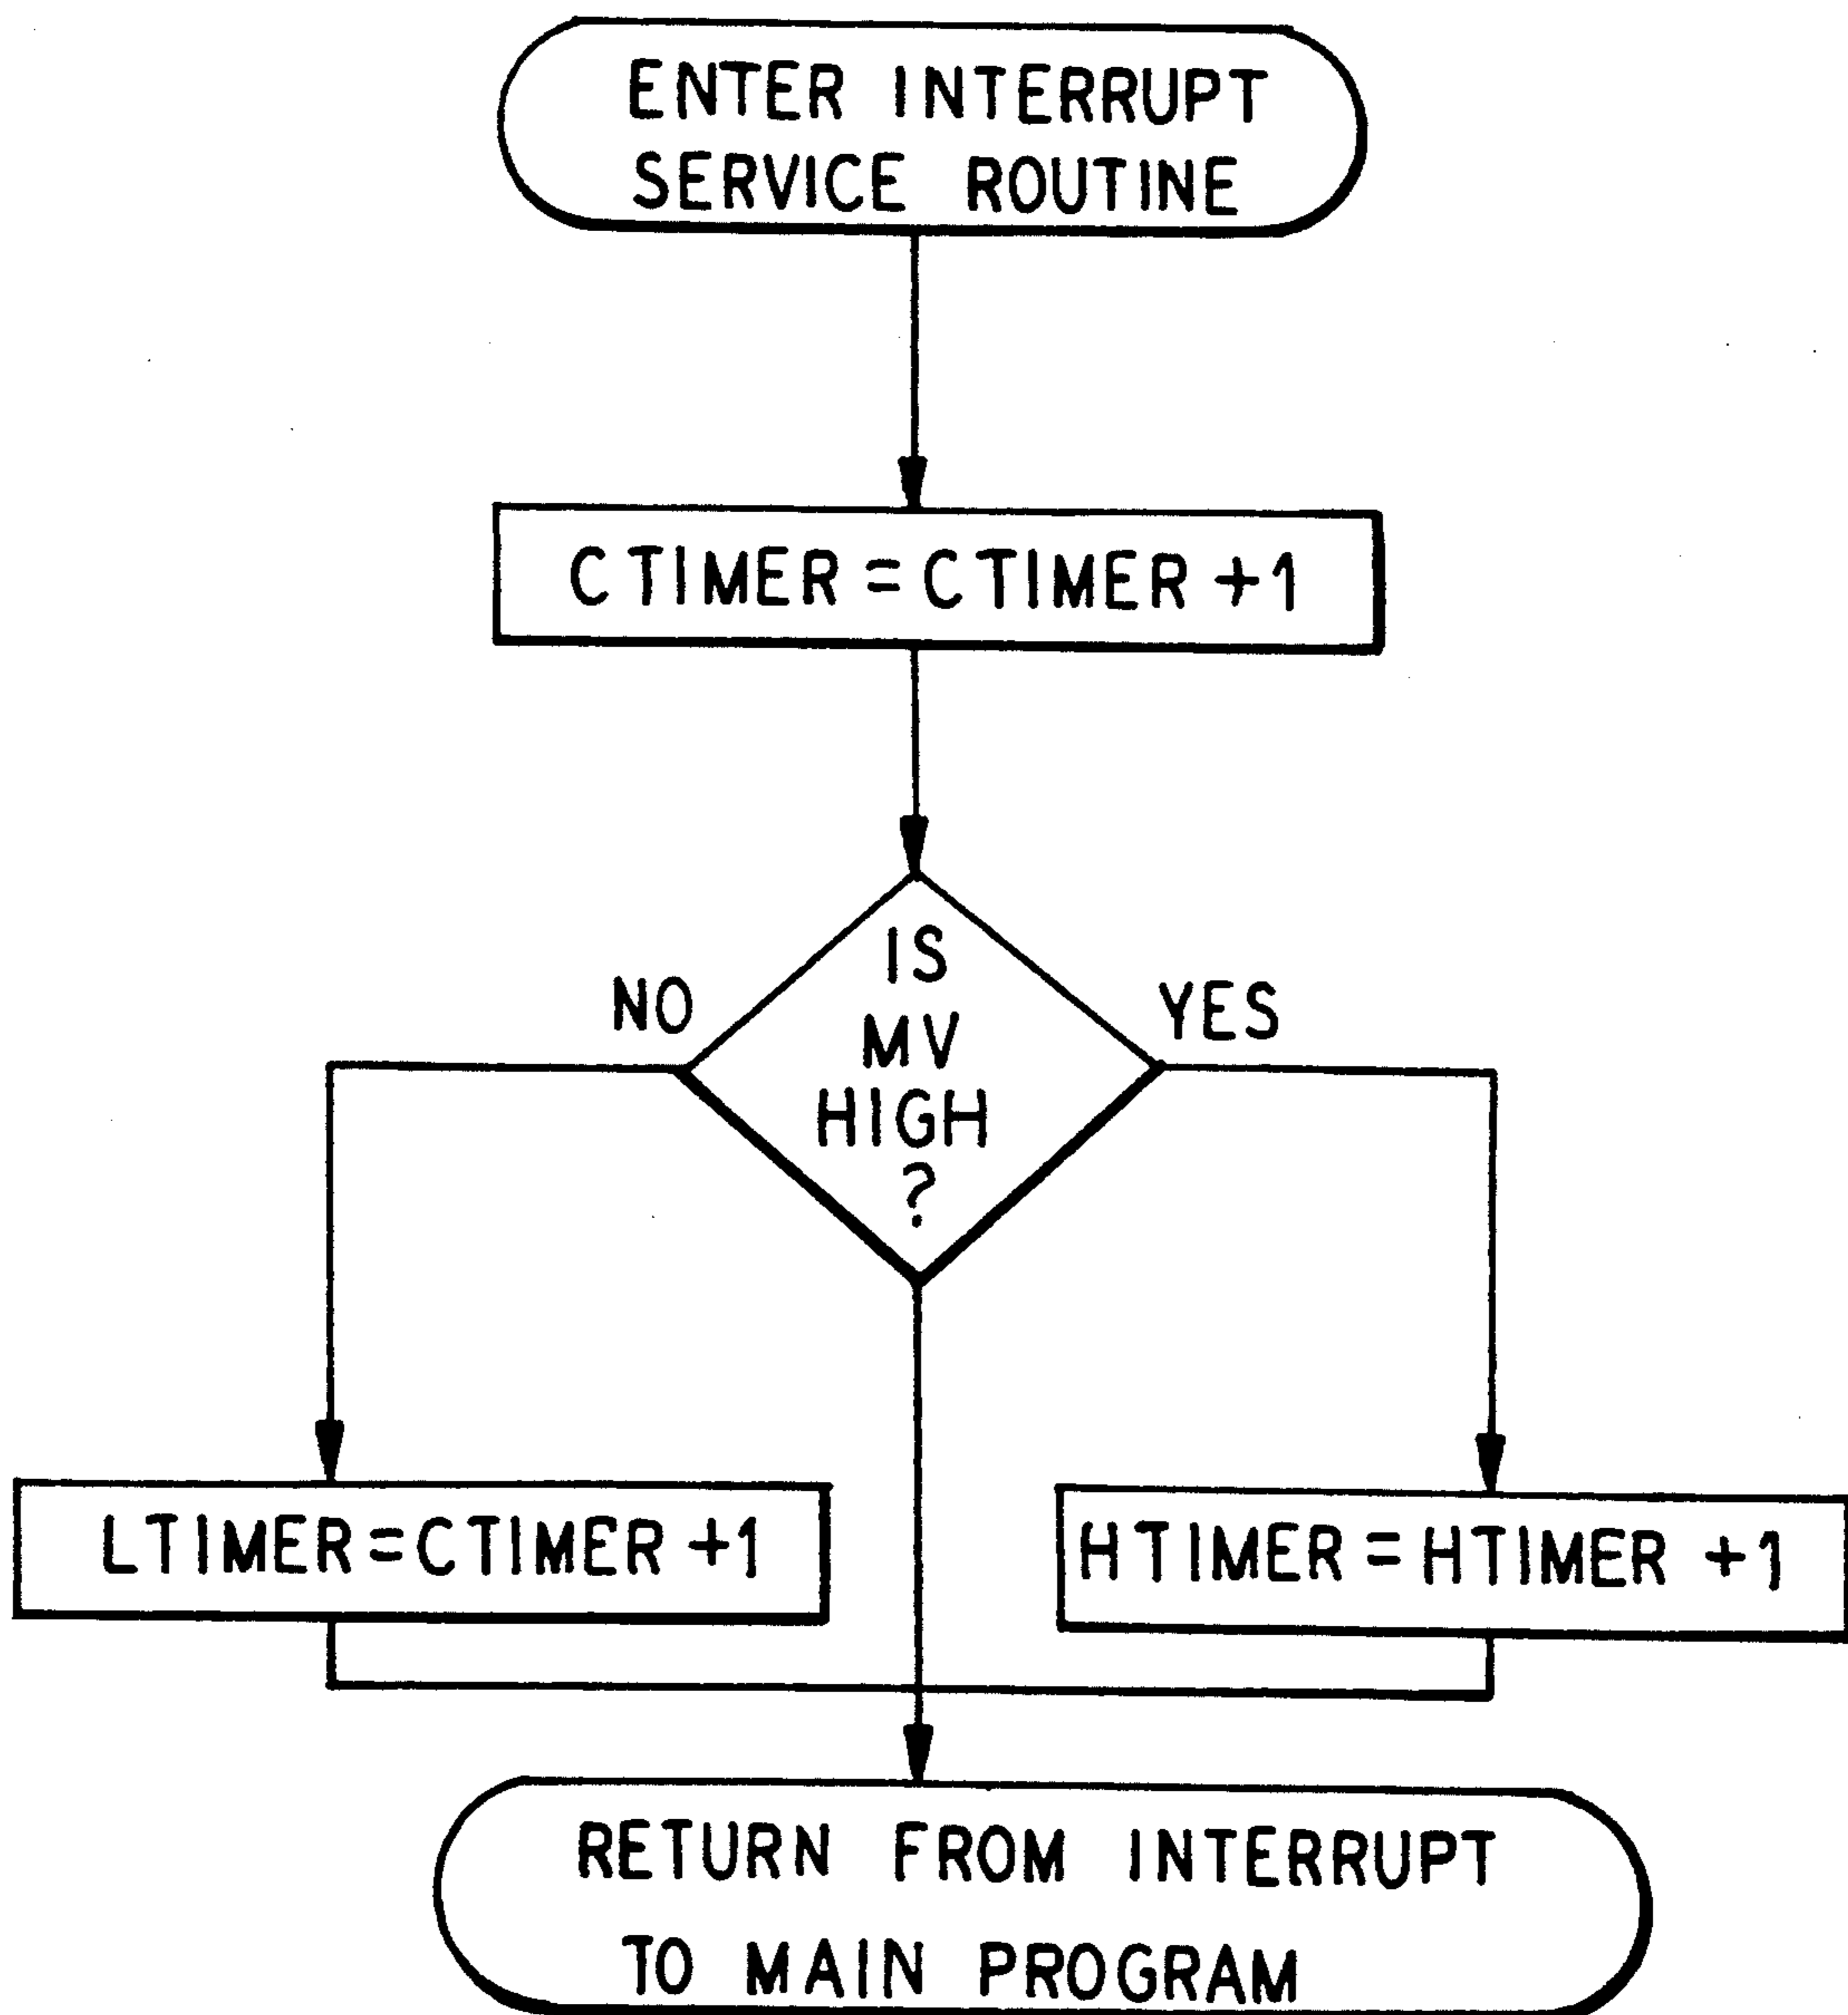 ENTER INTERRUPT
SERVICE ROUTINE
CTIMER = CTIMER +1
IS
MV
HIGH
?
NO
YES
LTIMER = CTIMER +1
HTIMER = HTIMER +1
RETURN FROM INTERRUPT
TO MAIN PROGRAM